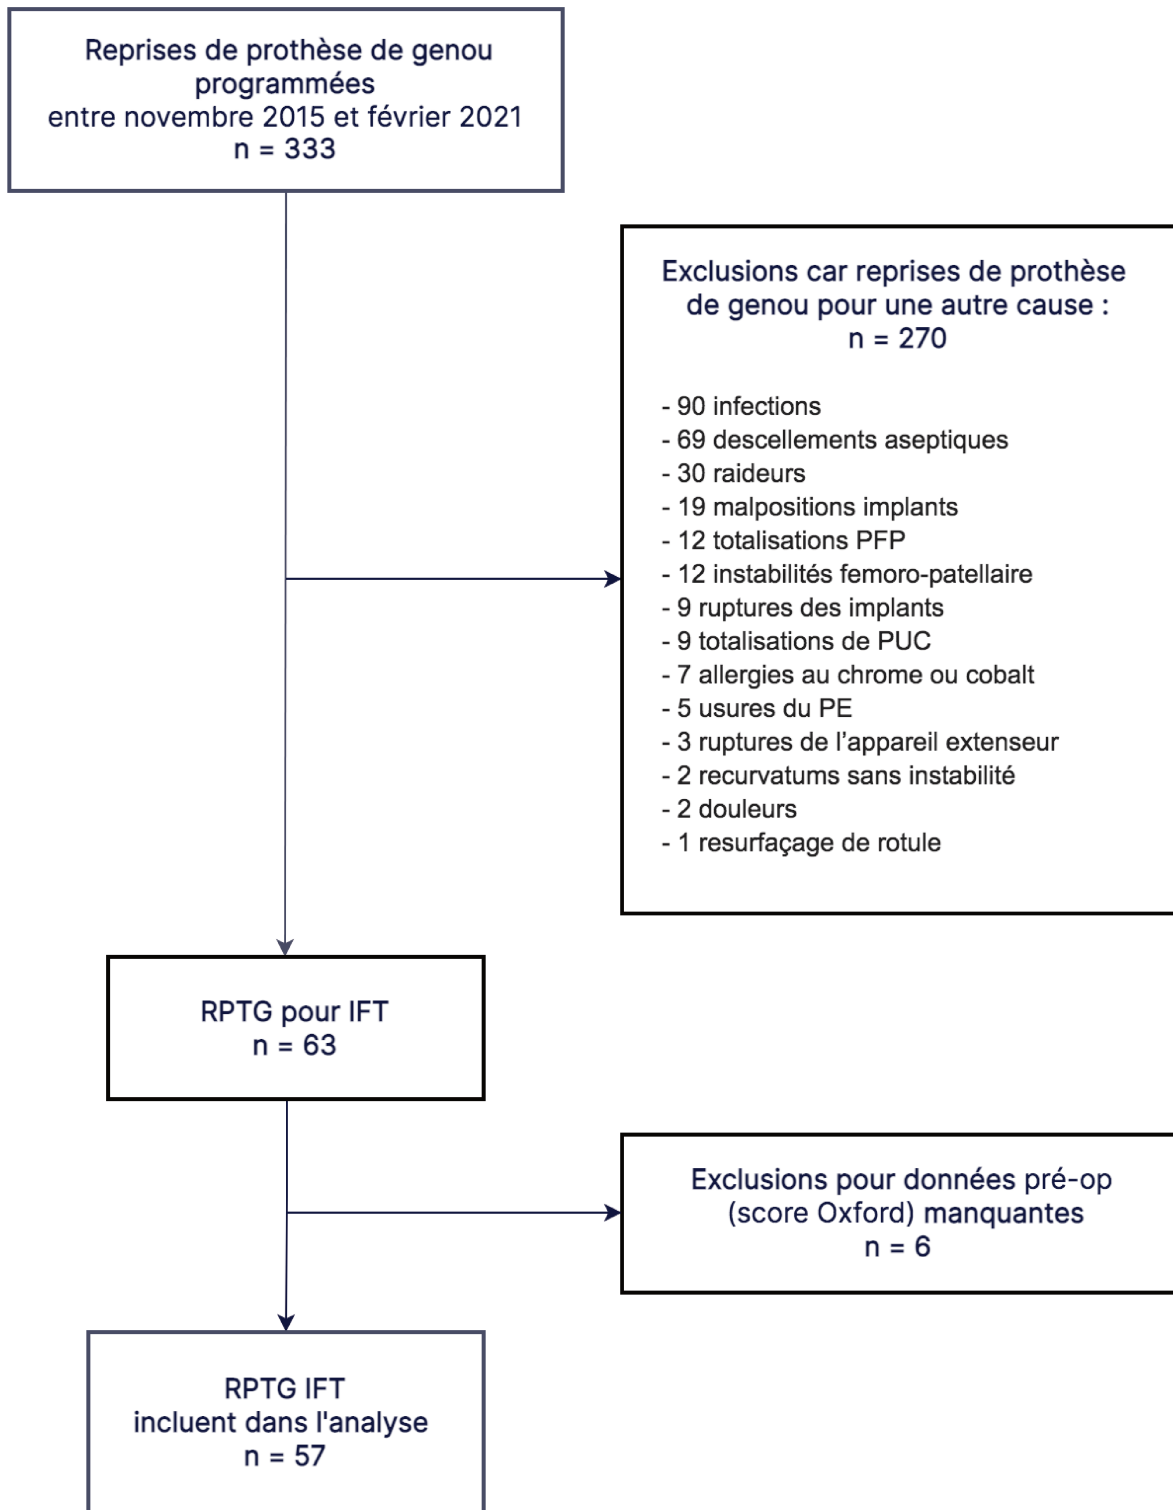 Reprises de prothèse de genou
programmées
entre novembre 2015 et février 2021
n = 333
Exclusions car reprises de prothèse
de genou pour une autre cause :
n = 270
- 90 infections
- 69 descellements aseptiques
- 30 raideurs
- 19 malpositions implants
- 12 totalisations PFP
- 12 instabilités femoro-patellaire
- 9 ruptures des implants
- 9 totalisations de PUC
- 7 allergies au chrome ou cobalt
- 5 usures du PE
- 3 ruptures de l'appareil extenseur
- 2 recurvatums sans instabilité
- 2 douleurs
- 1 resurfaçage de rotule
RPTG pour IFT
n = 63
Exclusions pour données pré-op
(score Oxford) manquantes
n = 6
RPTG IFT
incluent dans l'analyse
n = 57